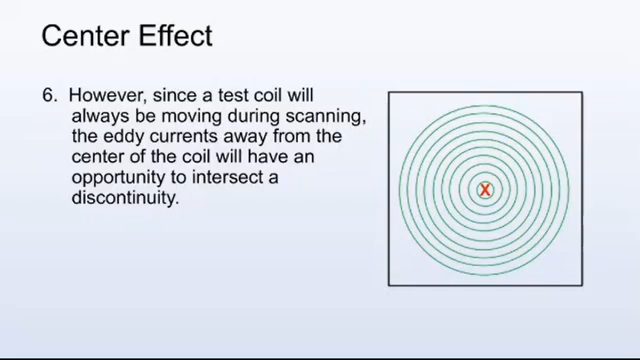 Center Effect
6. However, since a test coil will
always be moving during scanning,
the eddy currents away from the
center of the coil will have an
opportunity to intersect a
discontinuity.
X